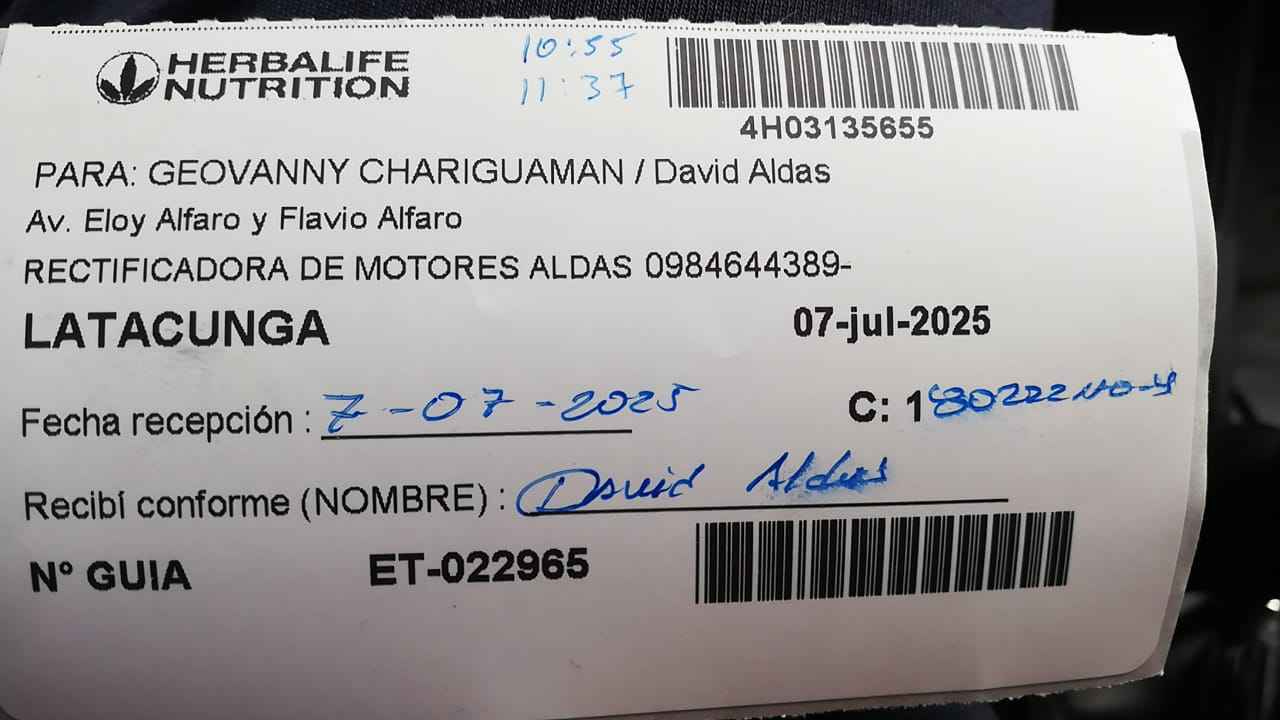 HERBALIFE
NUTRITION
10:55
11:37
4H03135655
PARA: GEOVANNY CHARIGUAMAN / David Aldas
Av. Eloy Alfaro y Flavio Alfaro
RECTIFICADORA DE MOTORES ALDAS 0984644389-
LATACUNGA 07-jul-2025
Fecha recepción : 7-07-2025 C: 1
Recibí conforme (NOMBRE) : David Aldas
N° GUIA ET-022965